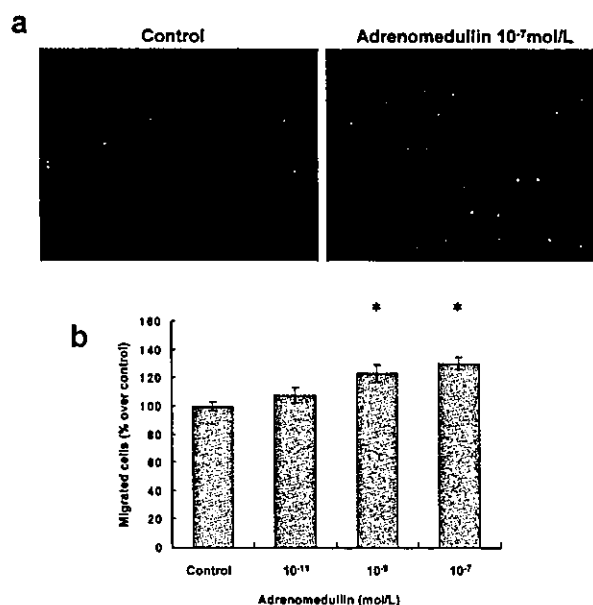 a
Control
Adrenomedullin 10-7mol/L
* *
b
Migrated cells (% over control)
160
140
120
100
80
60
40
20
0
Control 10-11 10-9 10-7
Adrenomedullin (mol/L)